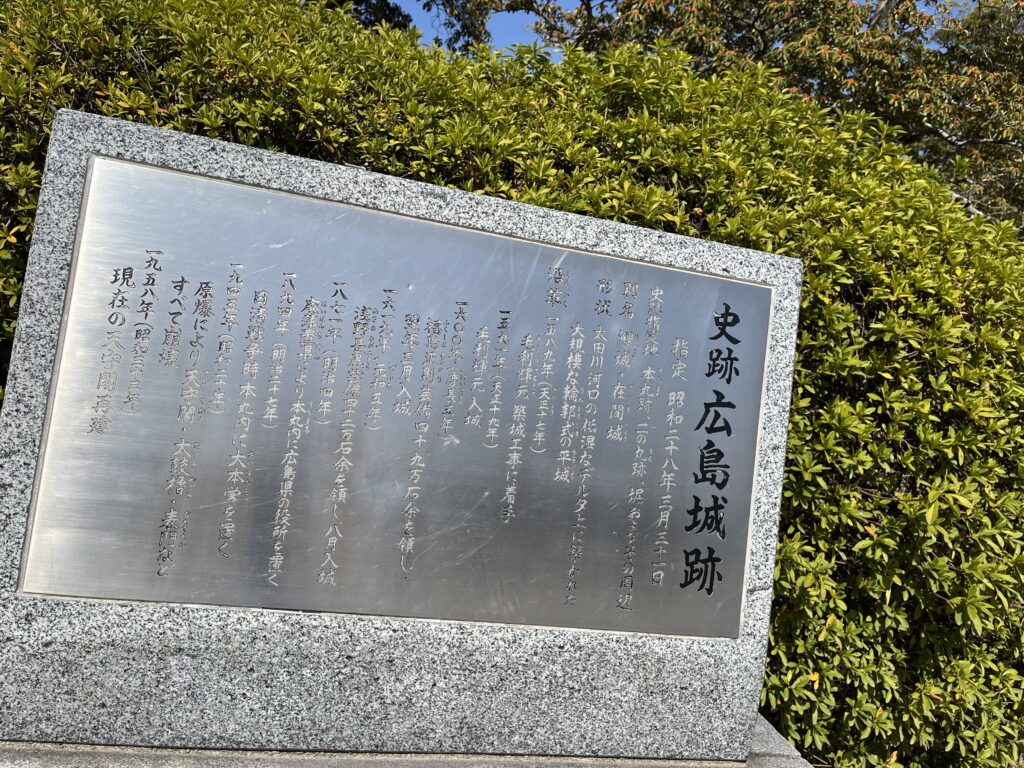 史跡広島城跡
指定 昭和二十八年三月三十一日
史跡指定地 本丸跡、二の丸跡、堀およびその周辺
別名 鯉城、在間城
形状 太田川河口の低湿なデルタ上に築かれた
大規模な輪郭式の平城
沿革 一五八九年(天正十七年)
毛利輝元築城工事に着手
一五九一年(天正十九年)
毛利輝元入城
一六〇〇年(慶長五年)
福島正則芸備四十九万石余を領し、
翌年三月入城
一六一九年(元和五年)
浅野長晟芸備四十二万石余を領し八月入城
一八七一年(明治四年)
廃藩置県により本丸内に広島県の役所を置く
一八九四年(明治二十七年)
日清戦争時本丸内に大本営を置く
一九四五年(昭和二十年)
原爆により天守閣、太鼓櫓、表門など
すべて崩壊
一九五八年(昭和三十三年)
現在の天守閣再建